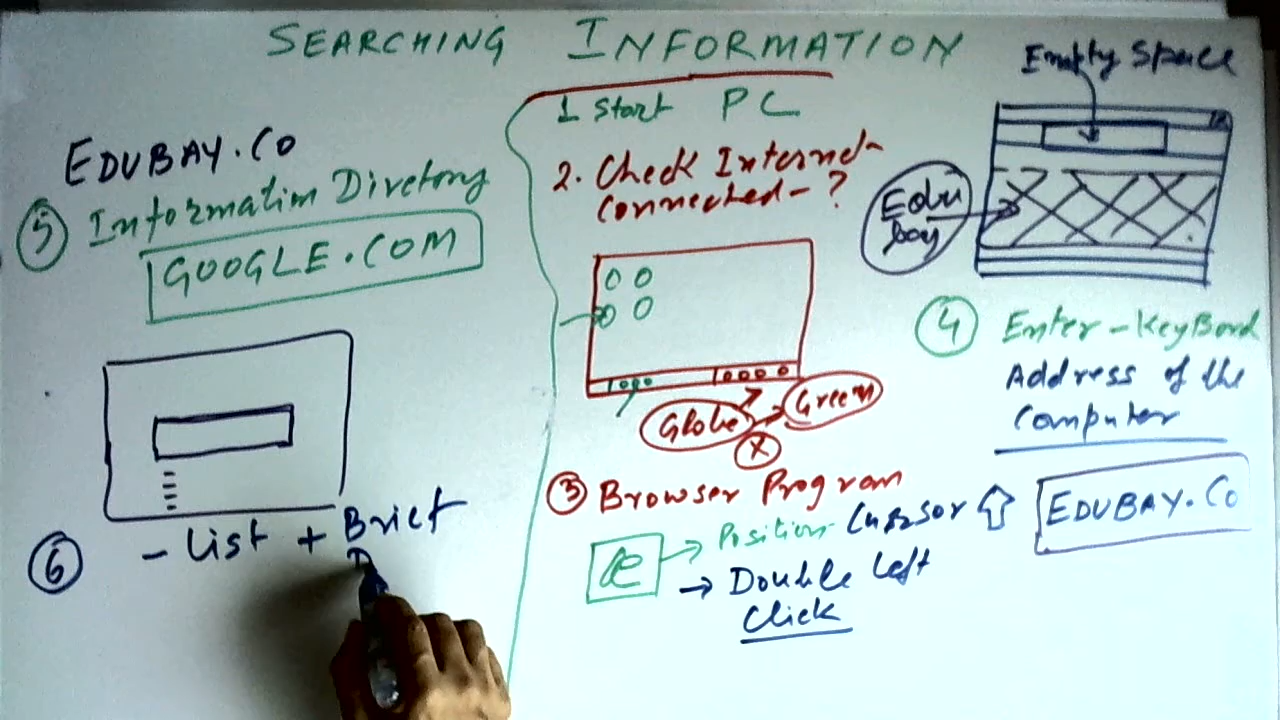 SEARCHING INFORMATION
EDUBAY.CO
5 Information Diretory
GOOGLE.COM
6 - List + Brief
D
1 Start PC
2. Check Internet
connected - ?
Globe
Green
X
3 Browser Program
e
Position Cursor
→ Double left
Click
Empty Space
Edu
bay
4 Enter - KeyBord
Address of the
Computer
EDUBAY.CO